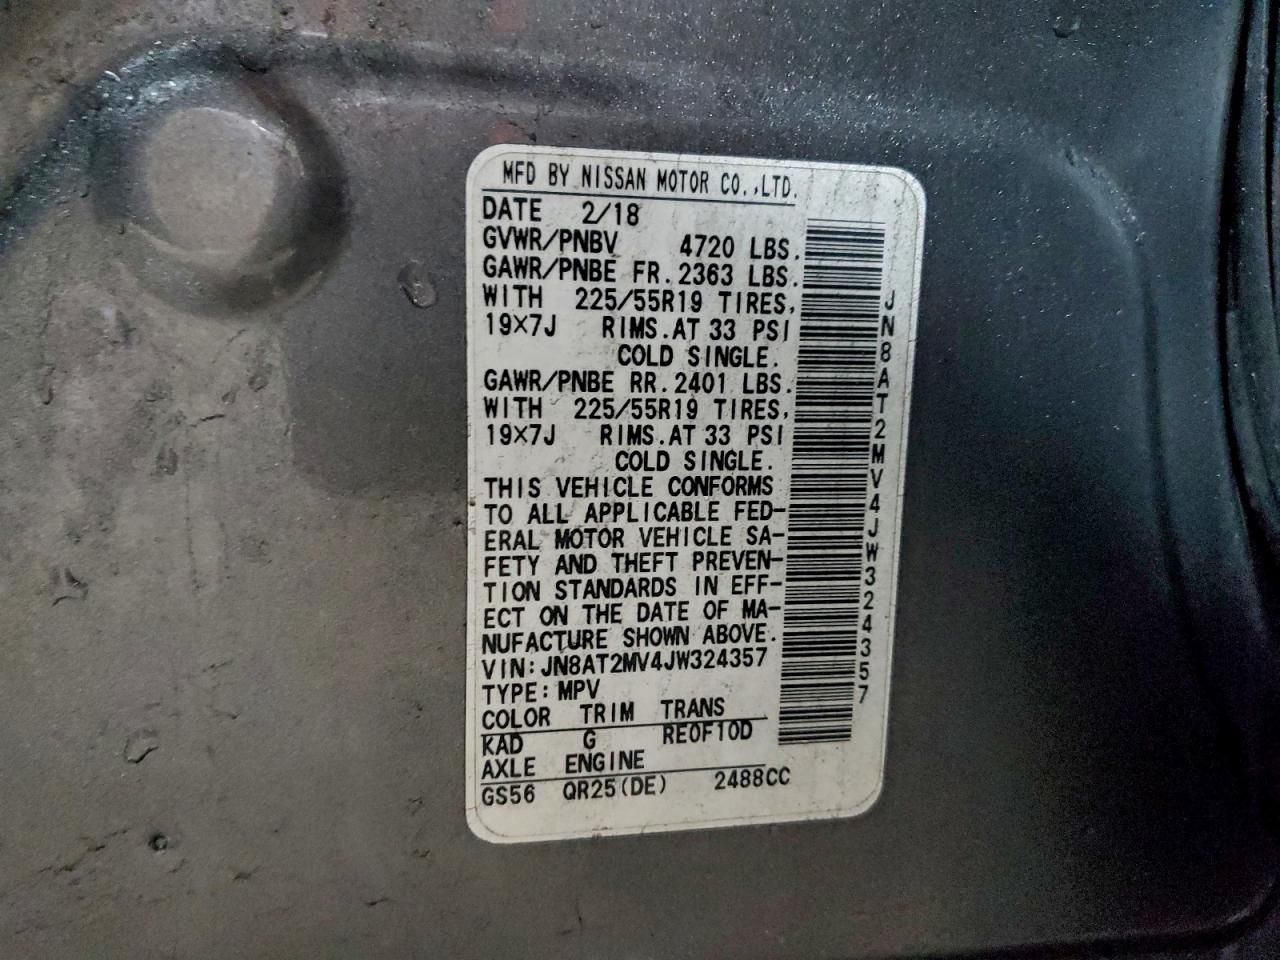 MFD BY NISSAN MOTOR CO.,LTD.
DATE 2/18
GVWR/PNBV 4720 LBS.
GAWR/PNBE FR.2363 LBS.
WITH 225/55R19 TIRES,
19×7J RIMS.AT 33 PSI
COLD SINGLE.
GAWR/PNBE RR.2401 LBS.
WITH 225/55R19 TIRES,
19×7J RIMS.AT 33 PSI
COLD SINGLE.
THIS VEHICLE CONFORMS
TO ALL APPLICABLE FED-
ERAL MOTOR VEHICLE SA-
FETY AND THEFT PREVEN-
TION STANDARDS IN EFF-
ECT ON THE DATE OF MA-
NUFACTURE SHOWN ABOVE.
VIN:JN8AT2MV4JW324357
TYPE:MPV
COLOR TRIM TRANS
KAD G RE0F10D
AXLE ENGINE
GS56 QR25(DE) 2488CC
JN8AT2MV4JW324357